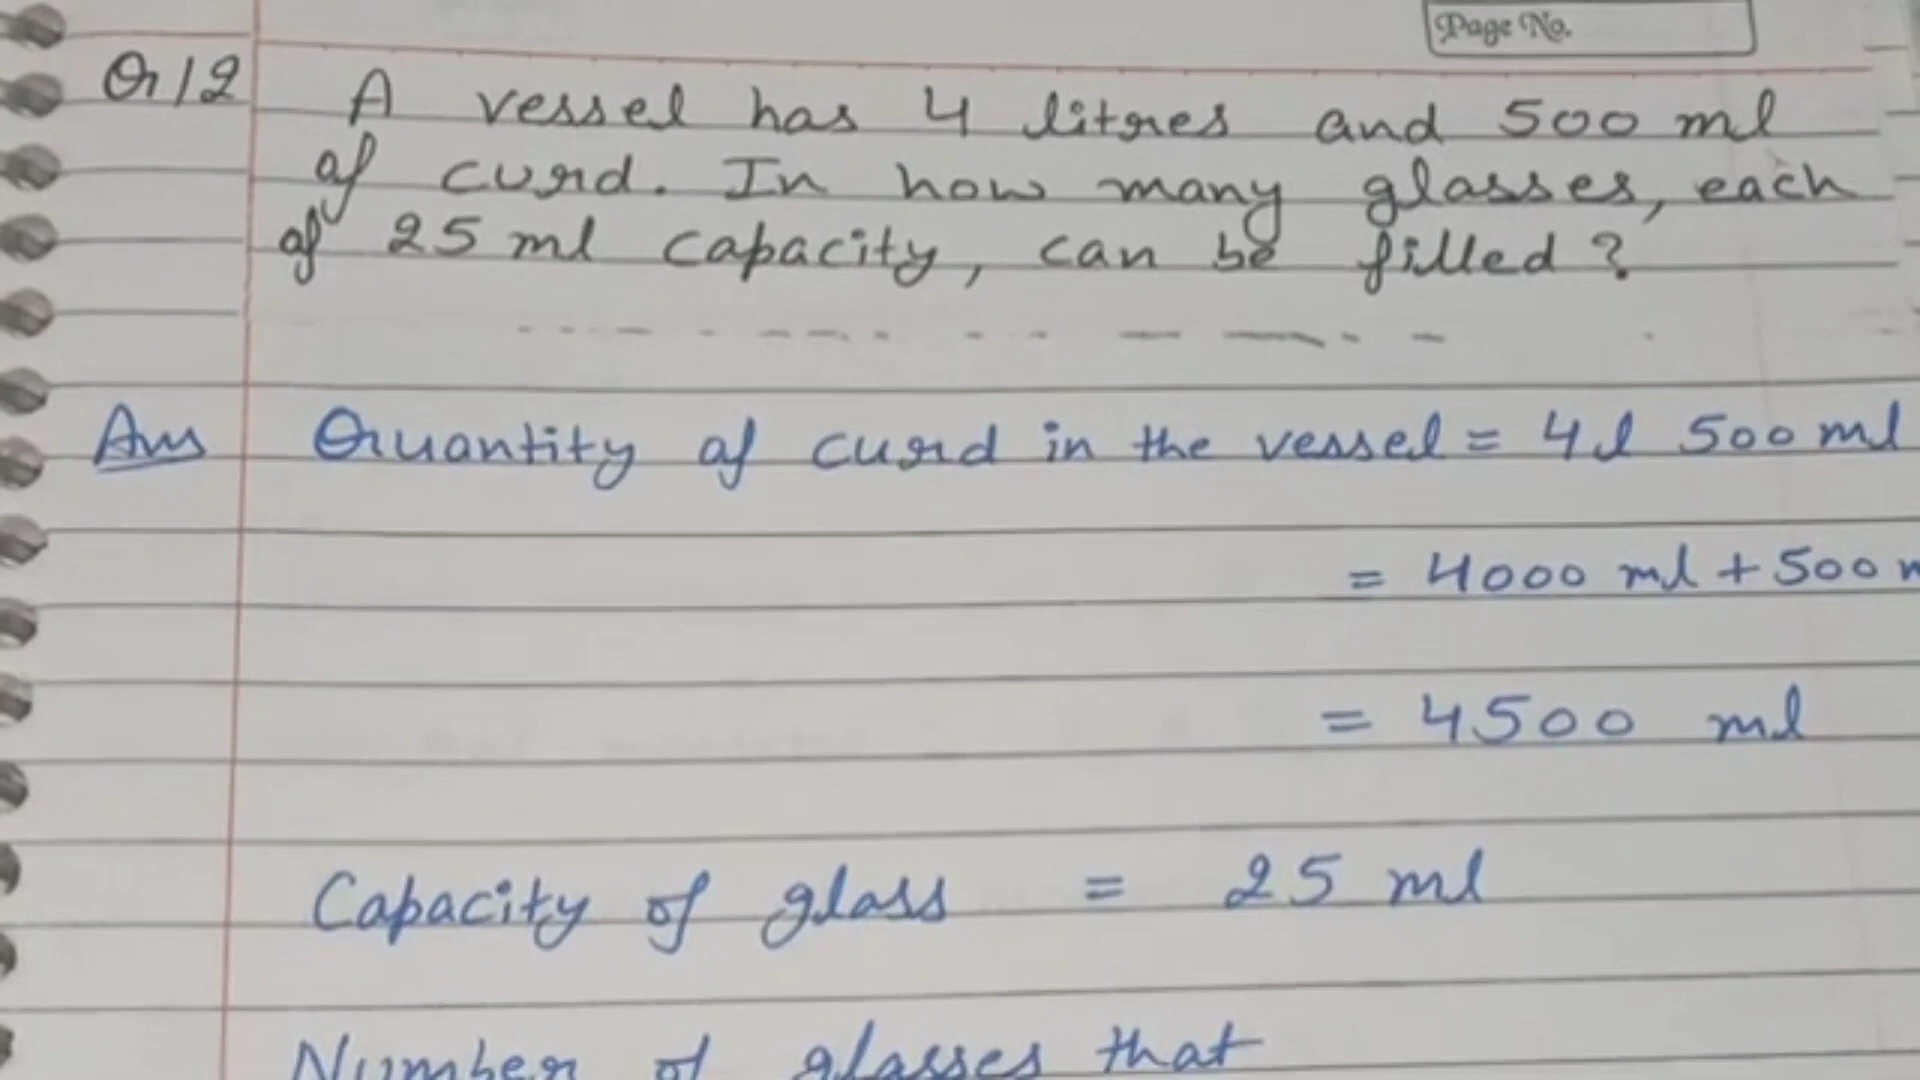 Page No.
Q12 A vessel has 4 litres and 500 ml
of curd. In how many glasses, each
of 25 ml capacity, can be filled?
Ans Quantity of curd in the vessel = 4l 500 ml
= 4000 ml + 500 m
= 4500 ml
Capacity of glass = 25 ml
Number of glasses that